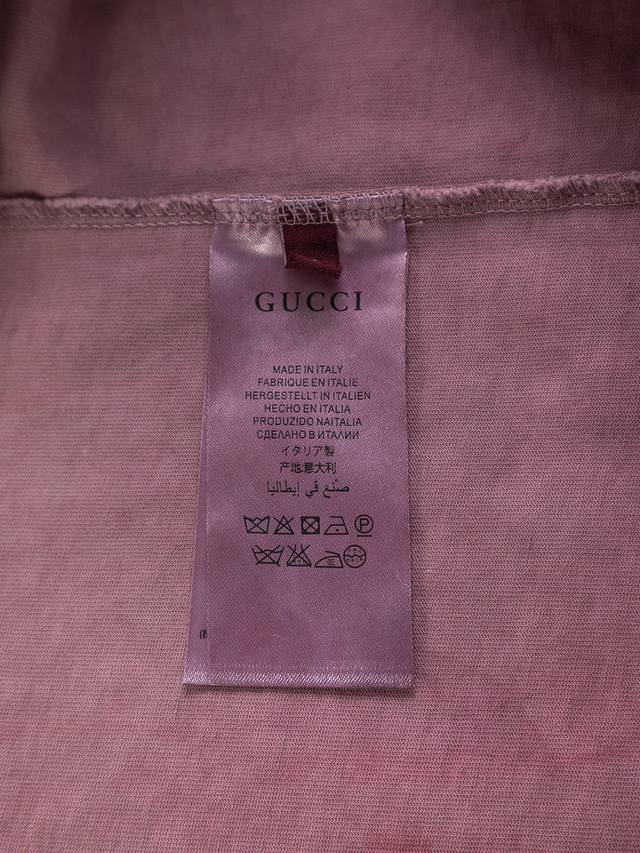 GUCCI
MADE IN ITALY
FABRIQUE EN ITALIE
HERGESTELLT IN ITALIEN
HECHO EN ITALIA
PRODUZIDO NAITALIA
СДЕЛАНО В ИТАЛИИ
イタリア製
产地:意大利
صنع في إيطاليا
P